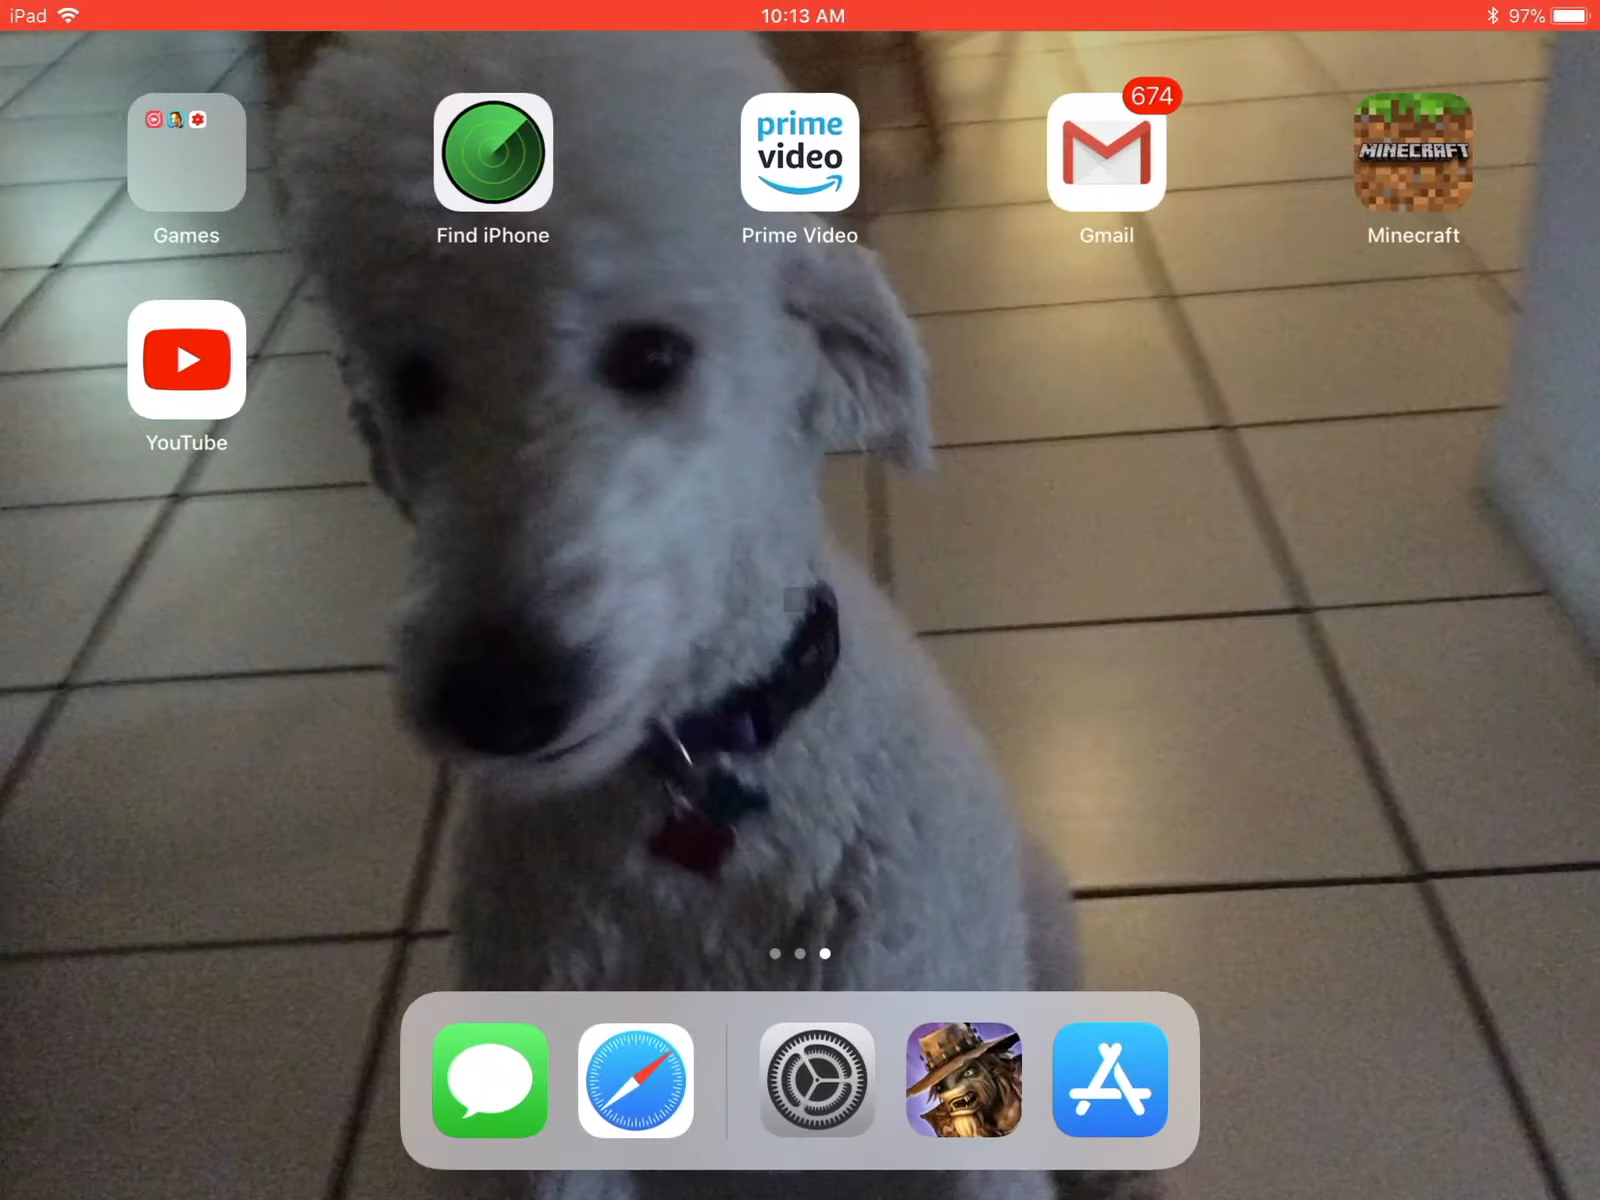 iPad 10:13 AM 97%
674
prime
video
MINECRAFT
Games Find iPhone Prime Video Gmail Minecraft
YouTube